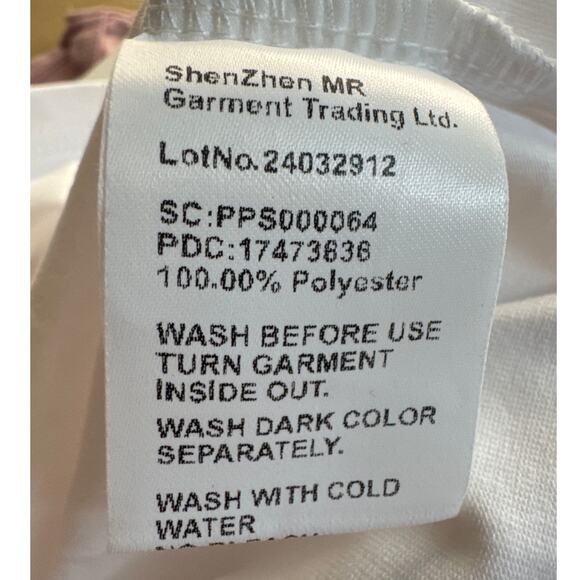 ShenZhen MR
Garment Trading Ltd.
LotNo.24032912
SC:PPS000064
PDC:17473636
100.00% Polyester
WASH BEFORE USE
TURN GARMENT
INSIDE OUT.
WASH DARK COLOR
SEPARATELY.
WASH WITH COLD
WATER